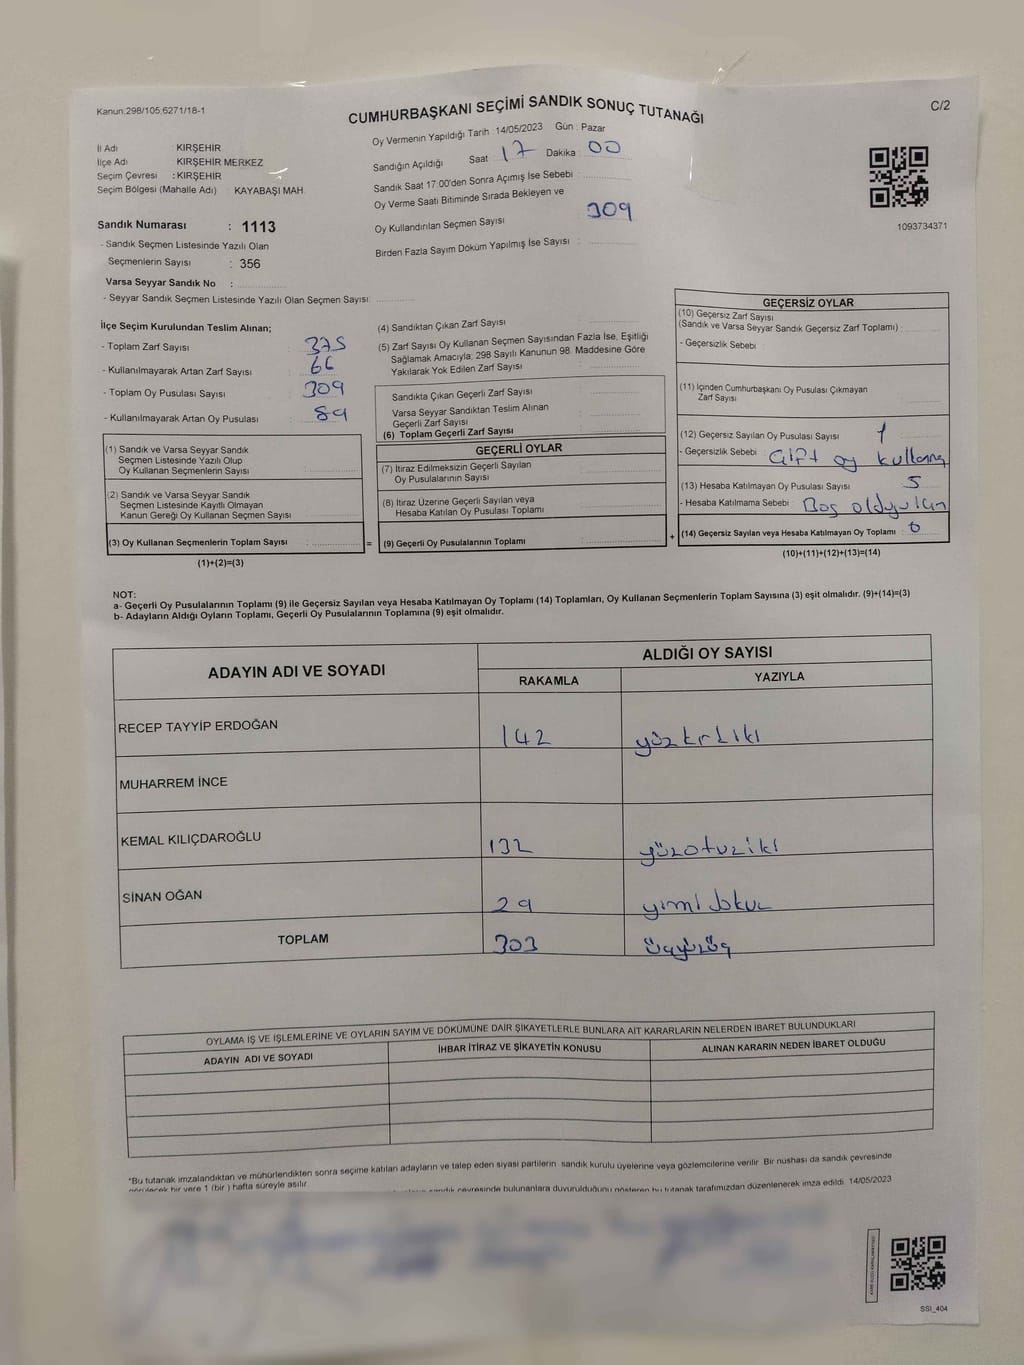 Kanun:298/105;6271/18-1
CUMHURBAŞKANI SEÇİMİ SANDIK SONUÇ TUTANAĞI
C/2
İl Adı : KIRŞEHİR
İlçe Adı KIRŞEHİR MERKEZ
Seçim Çevresi : KIRŞEHİR
Seçim Bölgesi (Mahalle Adı) : KAYABAŞI MAH.
Sandık Numarası : 1113
- Sandık Seçmen Listesinde Yazılı Olan
Seçmenlerin Sayısı : 356
Varsa Seyyar Sandık No :
- Seyyar Sandık Seçmen Listesinde Yazılı Olan Seçmen Sayısı:
Oy Vermenin Yapıldığı Tarih : 14/05/2023 Gün : Pazar
Sandığın Açıldığı Saat 17 Dakika 00
Sandık Saat 17:00'den Sonra Açımış İse Sebebi :
Oy Verme Saati Bitiminde Sırada Bekleyen ve
Oy Kullandırılan Seçmen Sayısı 309
Birden Fazla Sayım Döküm Yapılmış İse Sayısı :
1093734371
İlçe Seçim Kurulundan Teslim Alınan;
- Toplam Zarf Sayısı : 375
- Kullanılmayarak Artan Zarf Sayısı : 66
- Toplam Oy Pusulası Sayısı : 309
- Kullanılmayarak Artan Oy Pusulası : 89
(1) Sandık ve Varsa Seyyar Sandık
Seçmen Listesinde Yazılı Olup
Oy Kullanan Seçmenlerin Sayısı :
(2) Sandık ve Varsa Seyyar Sandık
Seçmen Listesinde Kayıtlı Olmayan
Kanun Gereği Oy Kullanan Seçmen Sayısı :
(3) Oy Kullanan Seçmenlerin Toplam Sayısı :
(1)+(2)=(3)
(4) Sandıktan Çıkan Zarf Sayısı :
(5) Zarf Sayısı Oy Kullanan Seçmen Sayısından Fazla İse, Eşitliği
Sağlamak Amacıyla; 298 Sayılı Kanunun 98. Maddesine Göre
Yakılarak Yok Edilen Zarf Sayısı :
Sandıkta Çıkan Geçerli Zarf Sayısı :
Varsa Seyyar Sandıktan Teslim Alınan
Geçerli Zarf Sayısı :
(6) Toplam Geçerli Zarf Sayısı :
GEÇERLİ OYLAR
(7) İtiraz Edilmeksizin Geçerli Sayılan
Oy Pusulalarının Sayısı :
(8) İtiraz Üzerine Geçerli Sayılan veya
Hesaba Katılan Oy Pusulası Toplamı :
= (9) Geçerli Oy Pusulalarının Toplamı :
GEÇERSİZ OYLAR
(10) Geçersiz Zarf Sayısı
(Sandık ve Varsa Seyyar Sandık Geçersiz Zarf Toplamı) :
- Geçersizlik Sebebi :
(11) İçinden Cumhurbaşkanı Oy Pusulası Çıkmayan
Zarf Sayısı :
(12) Geçersiz Sayılan Oy Pusulası Sayısı : 1
- Geçersizlik Sebebi : Çift oy kullanma
(13) Hesaba Katılmayan Oy Pusulası Sayısı : 5
- Hesaba Katılmama Sebebi : Boş olduğu için
+ (14) Geçersiz Sayılan veya Hesaba Katılmayan Oy Toplamı : 6
(10)+(11)+(12)+(13)=(14)
NOT:
a- Geçerli Oy Pusulalarının Toplamı (9) ile Geçersiz Sayılan veya Hesaba Katılmayan Oy Toplamı (14) Toplamları, Oy Kullanan Seçmenlerin Toplam Sayısına (3) eşit olmalıdır. (9)+(14)=(3)
b- Adayların Aldığı Oyların Toplamı, Geçerli Oy Pusulalarının Toplamına (9) eşit olmalıdır.
ADAYIN ADI VE SOYADI
ALDIĞI OY SAYISI
RAKAMLA YAZIYLA
RECEP TAYYİP ERDOĞAN 142 yüzkırkiki
MUHARREM İNCE
KEMAL KILIÇDAROĞLU 132 yüzotuziki
SİNAN OĞAN 29 yirmi dokuz
TOPLAM 303 üçyüzüç
OYLAMA İŞ VE İŞLEMLERİNE VE OYLARIN SAYIM VE DÖKÜMÜNE DAİR ŞİKAYETLERLE BUNLARA AİT KARARLARIN NELERDEN İBARET BULUNDUKLARI
ADAYIN ADI VE SOYADI İHBAR İTİRAZ VE ŞİKAYETİN KONUSU ALINAN KARARIN NEDEN İBARET OLDUĞU
*Bu tutanak imzalandıktan ve mühürlendikten sonra seçime katılan adayların ve talep eden siyasi partilerin sandık kurulu üyelerine veya gözlemcilerine verilir. Bir nüshası da sandık çevresinde
görülecek bir yere 1 (bir) hafta süreyle asılır.
sandık çevresinde bulunanlara duyurulduğunu gösteren bu tutanak tarafımızdan düzenlenerek imza edildi. 14/05/2023
SSI_404